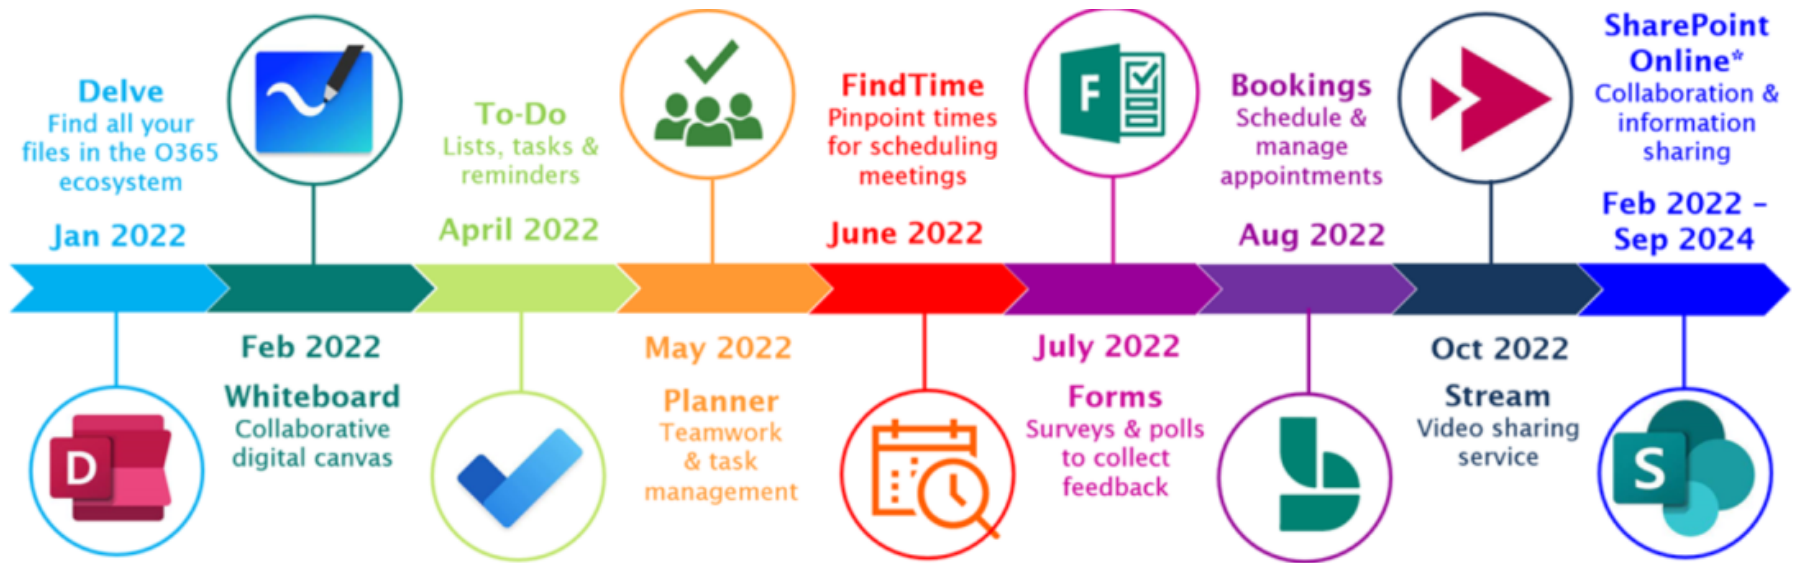 Delve
Find all your
files in the O365
ecosystem
Jan 2022
D
Feb 2022
Whiteboard
Collaborative
digital canvas
To-Do
Lists, tasks &
reminders
April 2022
May 2022
Planner
Teamwork
& task
management
FindTime
Pinpoint times
for scheduling
meetings
June 2022
F
July 2022
Forms
Surveys & polls
to collect
feedback
Bookings
Schedule &
manage
appointments
Aug 2022
Oct 2022
Stream
Video sharing
service
SharePoint
Online*
Collaboration &
information
sharing
Feb 2022 –
Sep 2024
S